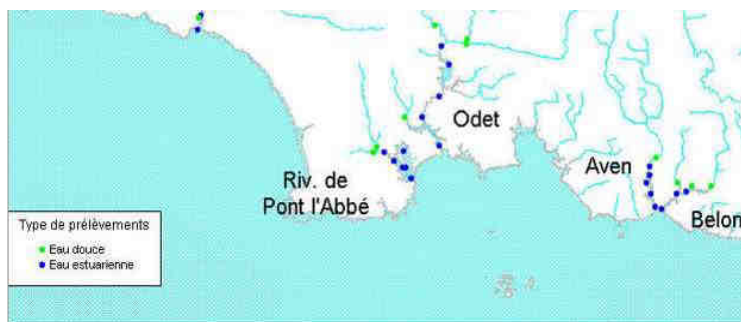 Odet
Aven
Riv. de
Pont l'Abbé
Belon
Type de prélèvements
Eau douce
Eau estuarienne